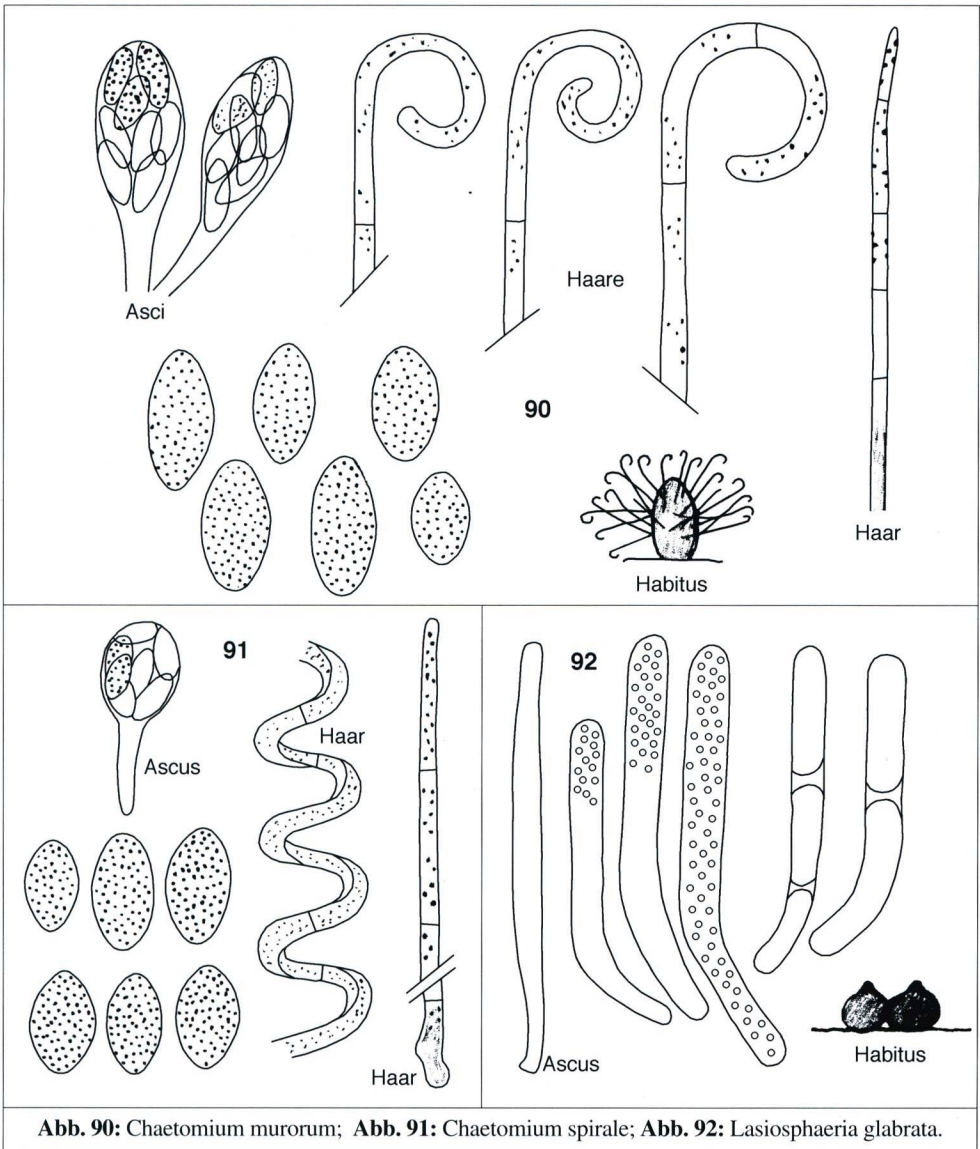 Asci
Haare
90
Habitus
Haar
91
Haar
Ascus
Haar
92
Ascus
Habitus
Abb. 90: Chaetomium murorum; Abb. 91: Chaetomium spirale; Abb. 92: Lasiosphaeria glabrata.